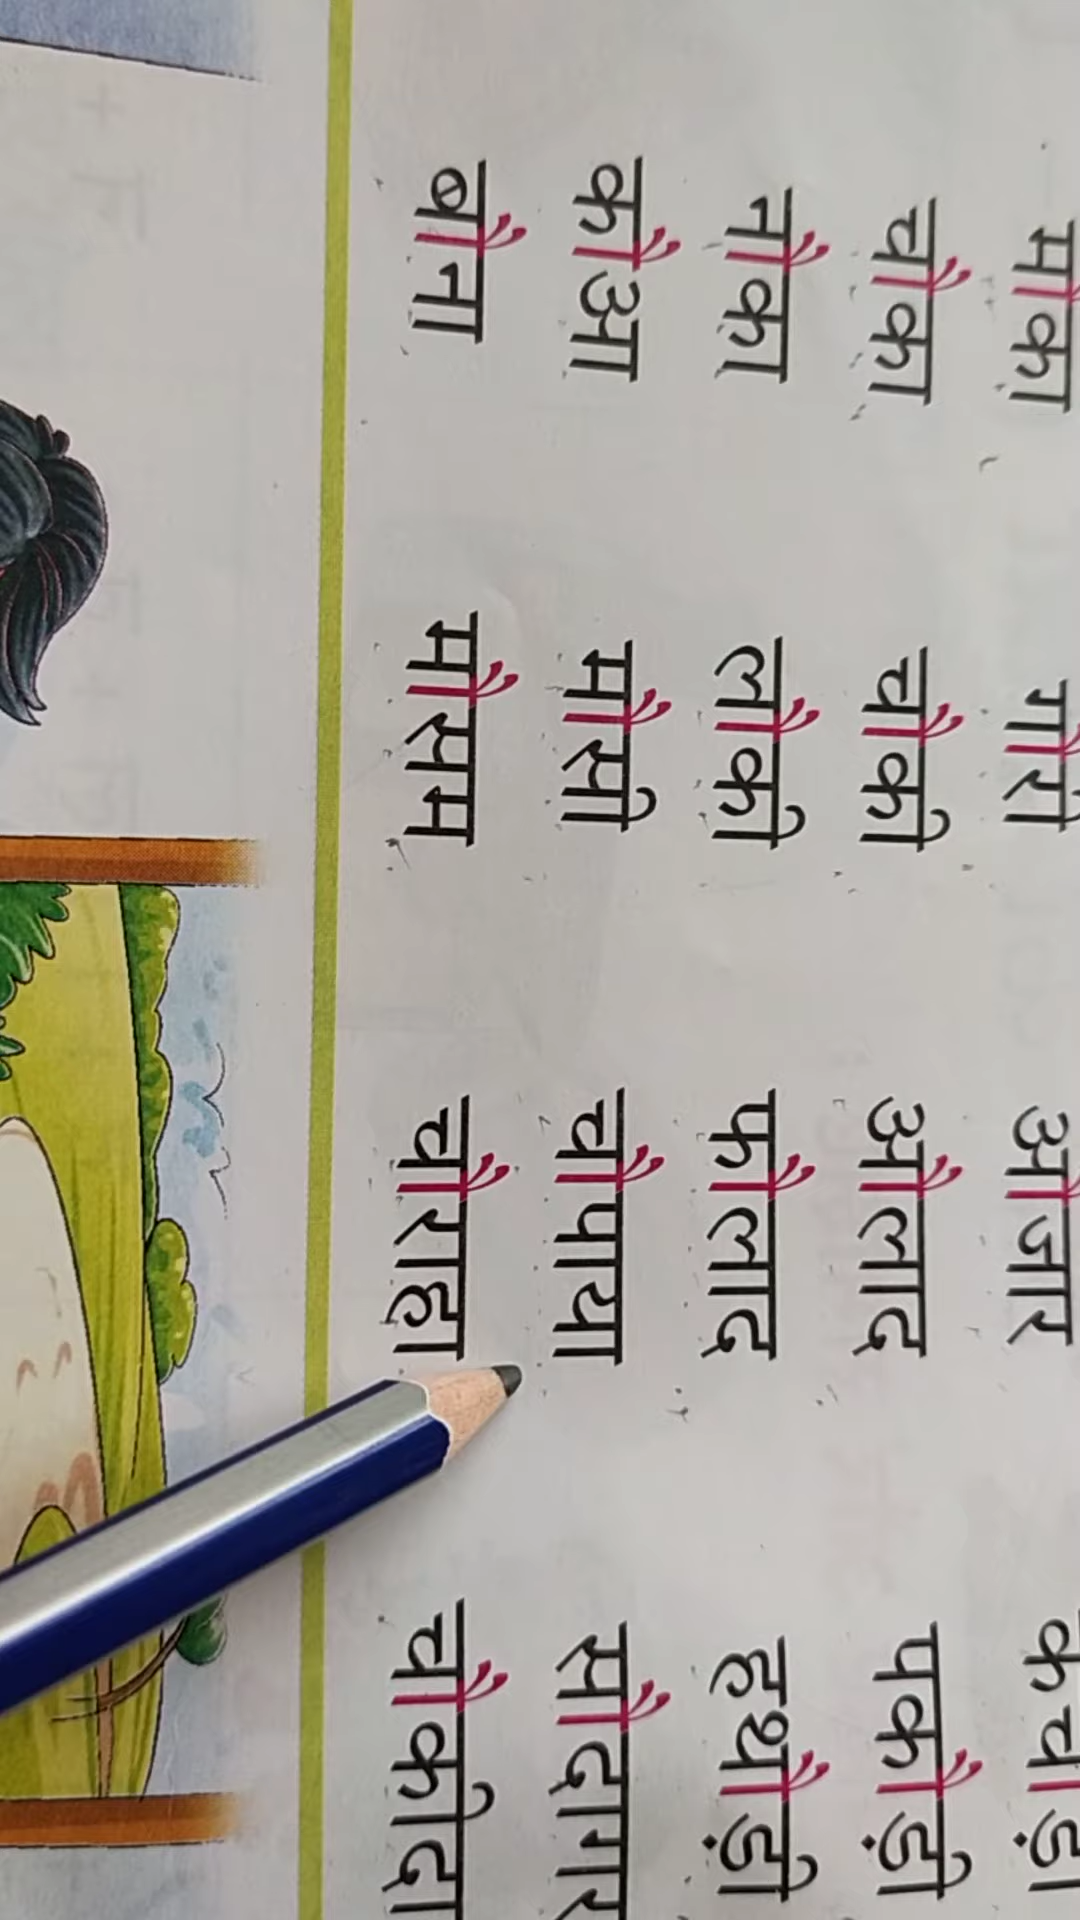 मौका गौरी औजार कचौड़ी
चौका चौकी औलाद पकौड़ी
नौका लौकी फौलाद हथौड़ी
कौआ मौसी चौपाया सौदागर
बौना मौसम चौराहा चौकीदा